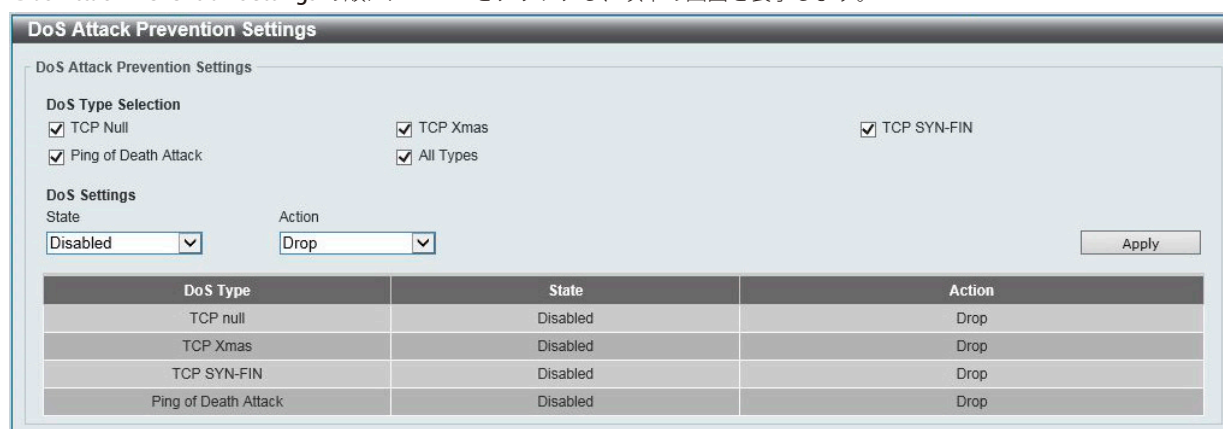 DoS Attack Prevention Settings
DoS Attack Prevention Settings
DoS Type Selection
TCP Null TCP Xmas TCP SYN-FIN
Ping of Death Attack All Types
DoS Settings
State Action
Disabled Drop Apply
DoS Type State Action
TCP null Disabled Drop
TCP Xmas Disabled Drop
TCP SYN-FIN Disabled Drop
Ping of Death Attack Disabled Drop